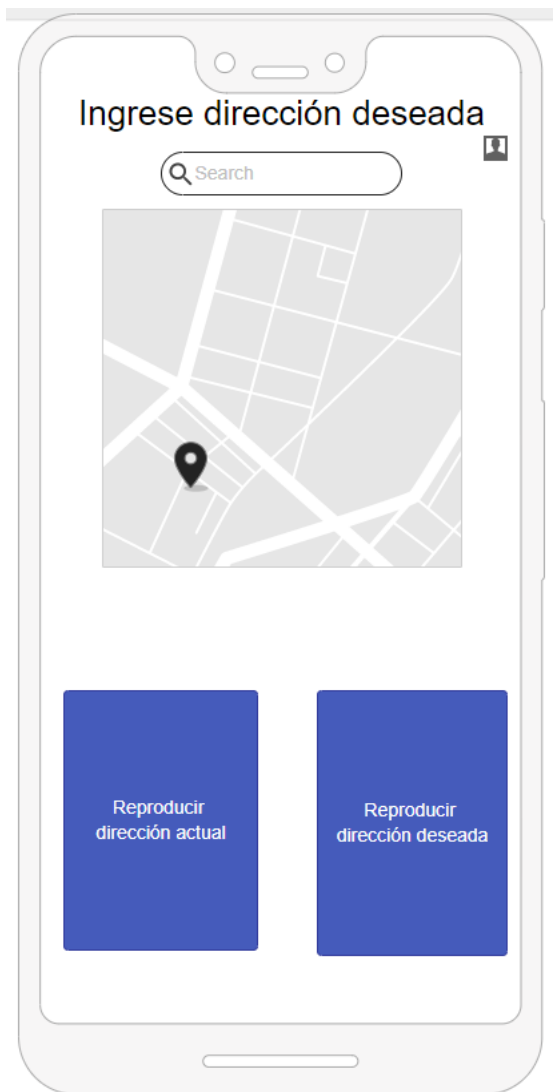 Ingrese dirección deseada
Search
Reproducir
dirección actual
Reproducir
dirección deseada